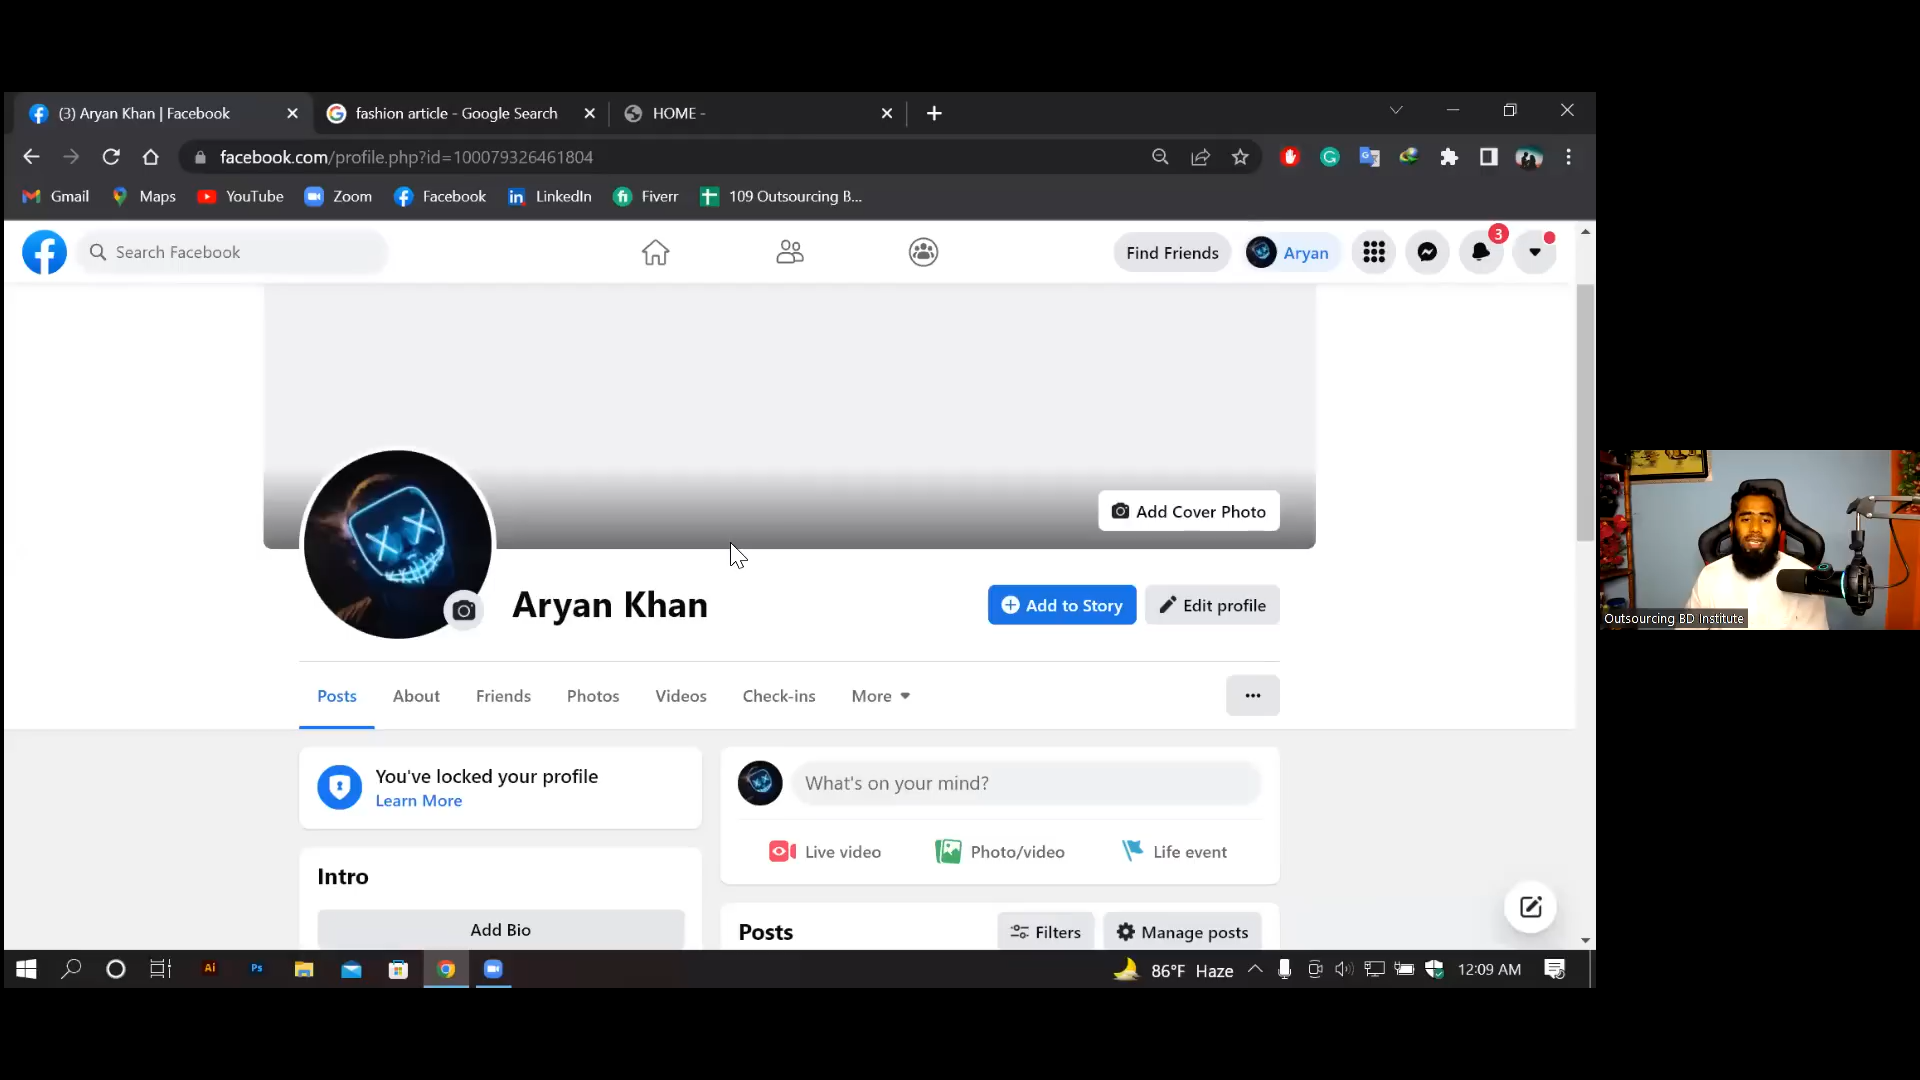 (3) Aryan Khan | Facebook
fashion article - Google Search
HOME -
facebook.com/profile.php?id=100079326461804
Gmail
Maps
YouTube
Zoom
Facebook
LinkedIn
Fiverr
109 Outsourcing B...
Search Facebook
Find Friends
Aryan
3
Add Cover Photo
Aryan Khan
Add to Story
Edit profile
Posts
About
Friends
Photos
Videos
Check-ins
More
You've locked your profile
Learn More
What's on your mind?
Live video
Photo/video
Life event
Intro
Add Bio
Posts
Filters
Manage posts
Outsourcing BD Institute
Ai
Ps
86°F Haze
12:09 AM